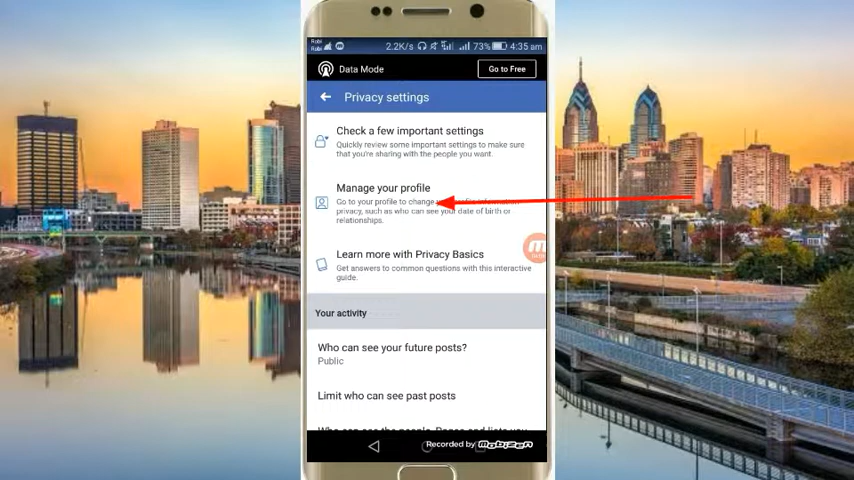 Robi
Robi
2.2K/s 73% 4:35 am
Data Mode
Go to Free
Privacy settings
Check a few important settings
Quickly review some important settings to make sure
that you're sharing with the people you want.
Manage your profile
Go to your profile to change
privacy, such as who can see your date of birth or
relationships.
Learn more with Privacy Basics
Get answers to common questions with this interactive
guide.
Your activity
Who can see your future posts?
Public
Limit who can see past posts
Recorded by MOBIZEN